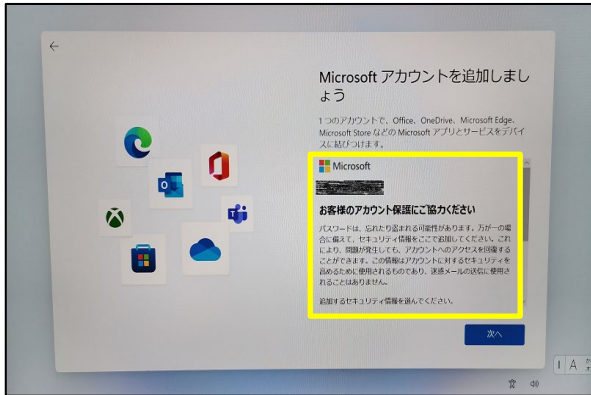 Microsoft アカウントを追加しまし
ょう
1つのアカウントで、Office、OneDrive、Microsoft Edge、
Microsoft Store などの Microsoft アプリとサービスをデバイ
スに結びつけます。
Microsoft
お客様のアカウント保護にご協力ください
パスワードは、忘れたり盗まれる可能性があります。万が一の場
合に備えて、セキュリティ情報をここで追加してください。これ
により、問題が発生しても、アカウントへのアクセスを回復する
ことができます。この情報はアカウントに対するセキュリティを
高めるために使用されるものであり、迷惑メールの送信に使用さ
れることはありません。
追加するセキュリティ情報を選んでください。
次へ
A